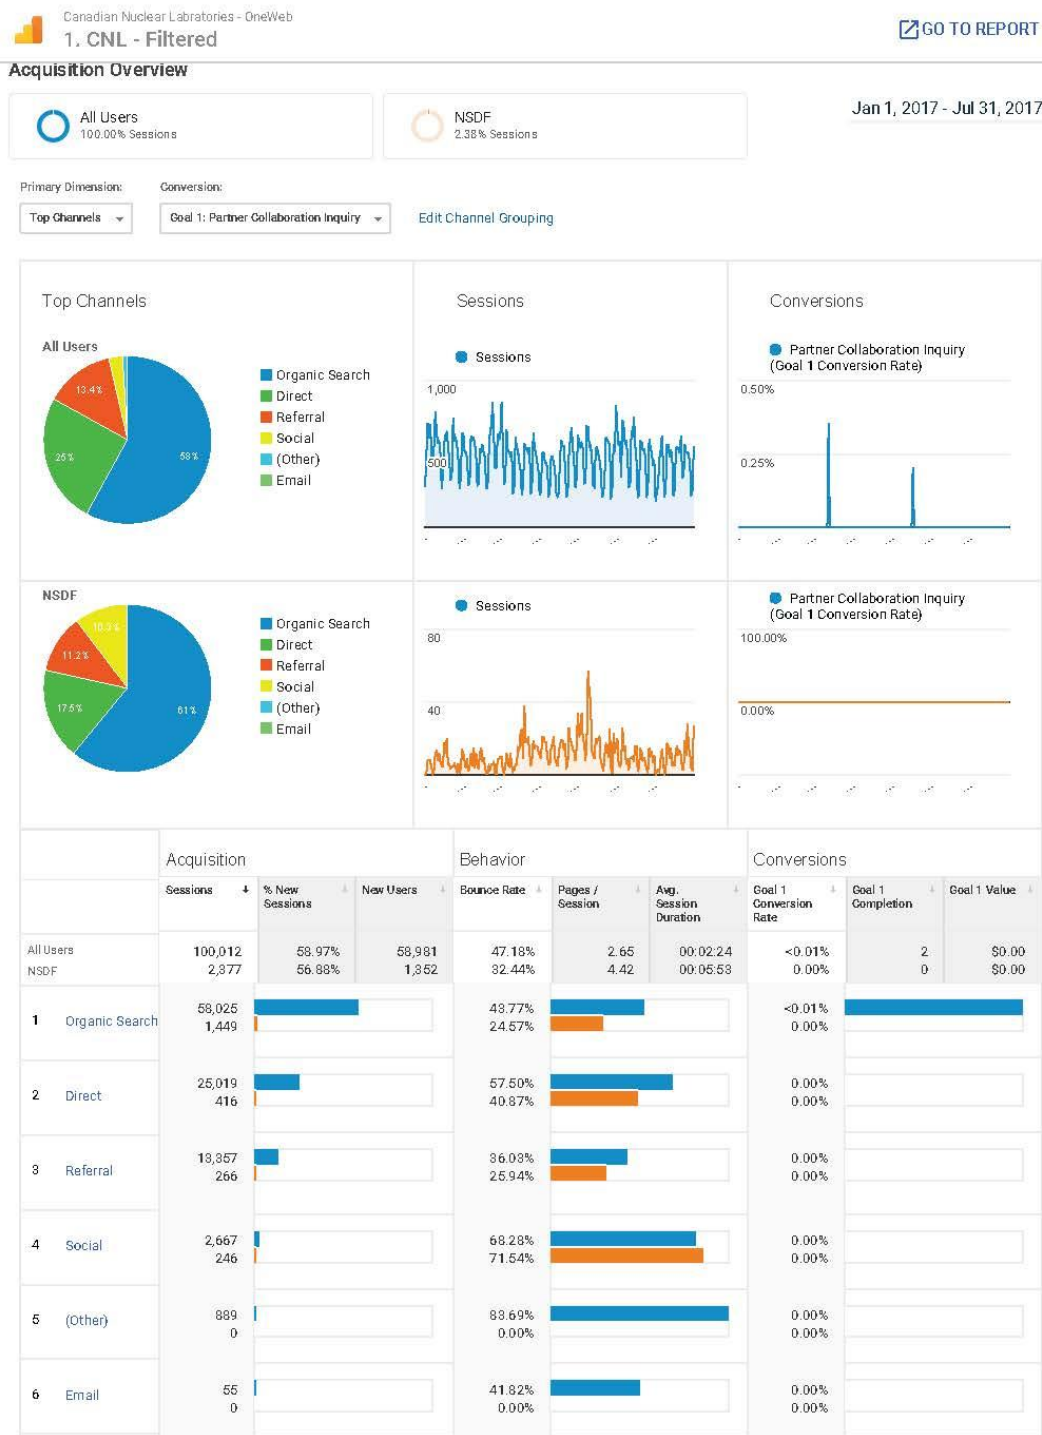 Canadian Nuclear Labratories - OneWeb
1. CNL - Filtered
GO TO REPORT
Acquisition Overview
All Users
100.00% Sessions
NSDF
2.38% Sessions
Jan 1, 2017 - Jul 31, 2017
Primary Dimension:
Conversion:
Top Channels
Goal 1: Partner Collaboration Inquiry
Edit Channel Grouping
Top Channels
All Users
13.4%
25%
58%
Organic Search
Direct
Referral
Social
(Other)
Email
Sessions
Sessions
1,000
500
Conversions
Partner Collaboration Inquiry
(Goal 1 Conversion Rate)
0.50%
0.25%
NSDF
10.3%
11.2%
17.5%
61%
Organic Search
Direct
Referral
Social
(Other)
Email
Sessions
80
40
Partner Collaboration Inquiry
(Goal 1 Conversion Rate)
100.00%
0.00%
Acquisition Behavior Conversions
Sessions % New Sessions New Users Bounce Rate Pages / Session Avg. Session Duration Goal 1 Conversion Rate Goal 1 Completion Goal 1 Value
All Users 100,012 58.97% 58,981 47.18% 2.65 00:02:24 <0.01% 2 $0.00
NSDF 2,377 56.88% 1,352 32.44% 4.42 00:05:53 0.00% 0 $0.00
1 Organic Search 58,025 43.77% <0.01%
1,449 24.57% 0.00%
2 Direct 25,019 57.50% 0.00%
416 40.87% 0.00%
3 Referral 13,357 36.03% 0.00%
266 25.94% 0.00%
4 Social 2,667 68.28% 0.00%
246 71.54% 0.00%
5 (Other) 889 83.69% 0.00%
0 0.00% 0.00%
6 Email 55 41.82% 0.00%
0 0.00% 0.00%